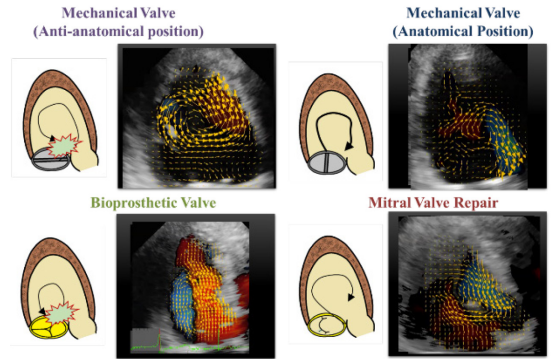 Mechanical Valve
(Anti-anatomical position)
Mechanical Valve
(Anatomical Position)
Bioprosthetic Valve
Mitral Valve Repair